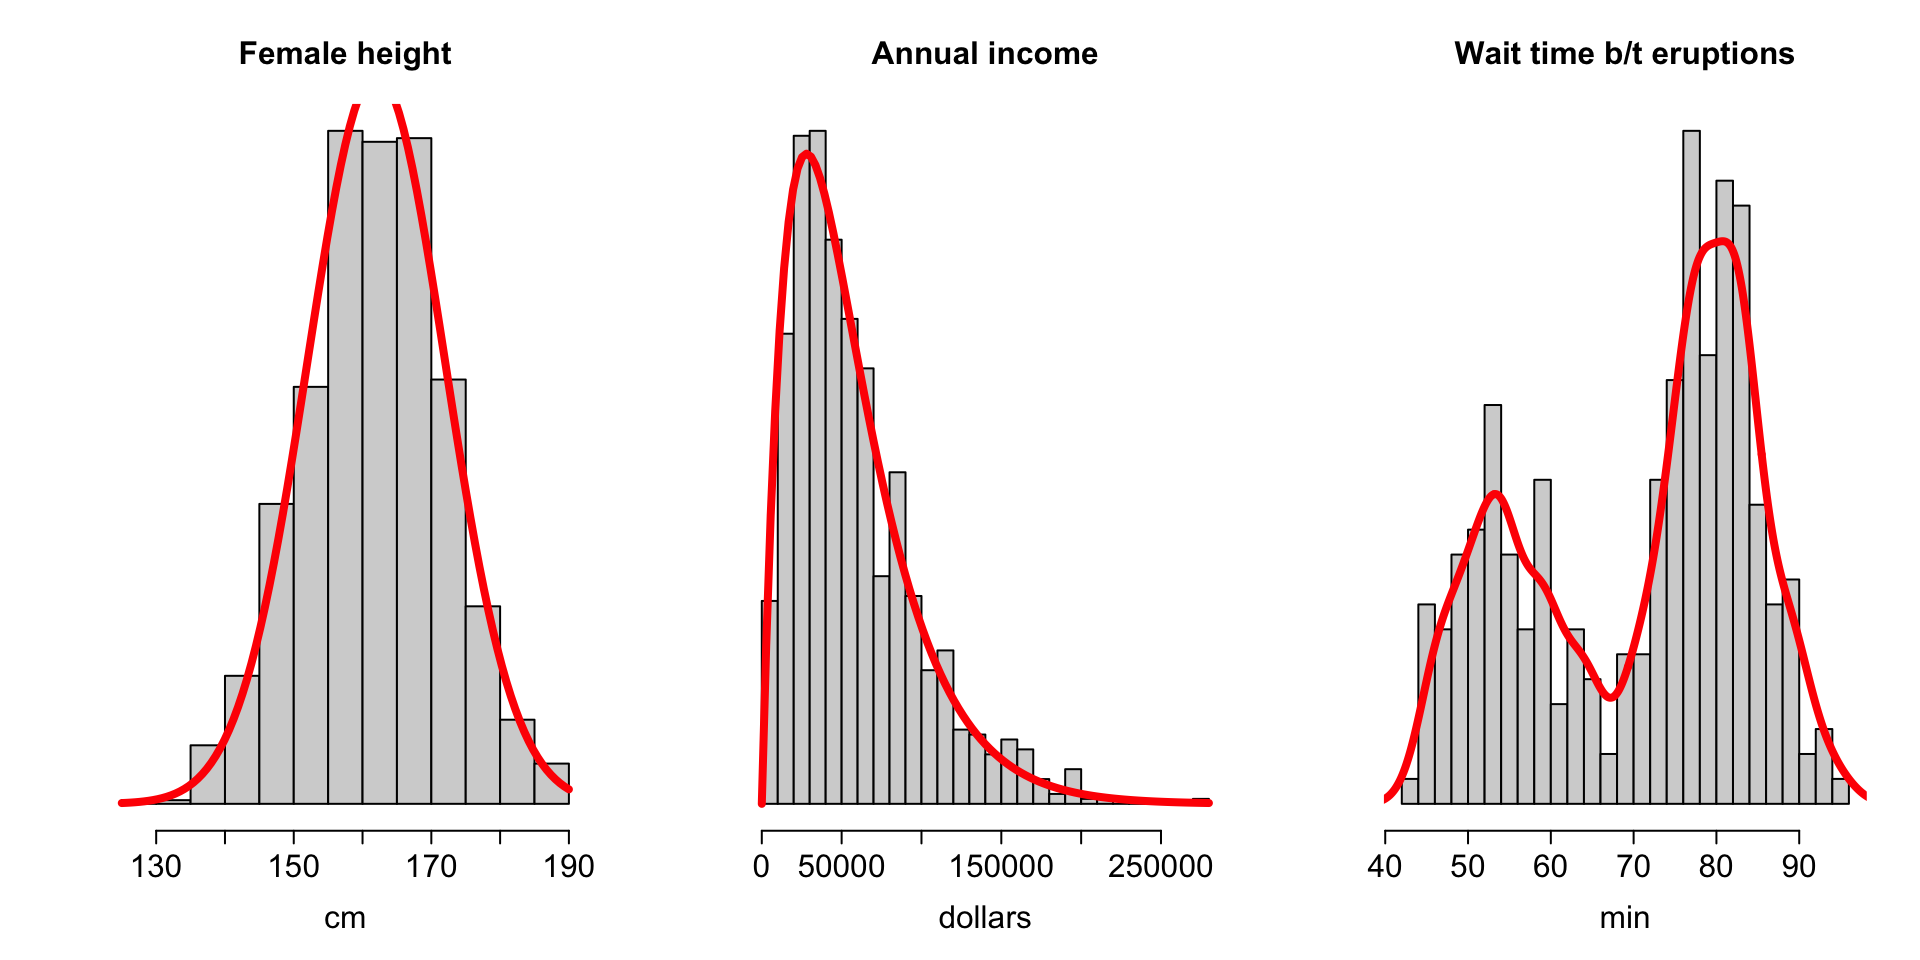 Female height
130 150 170 190
cm
Annual income
0 50000 150000 250000
dollars
Wait time b/t eruptions
40 50 60 70 80 90
min